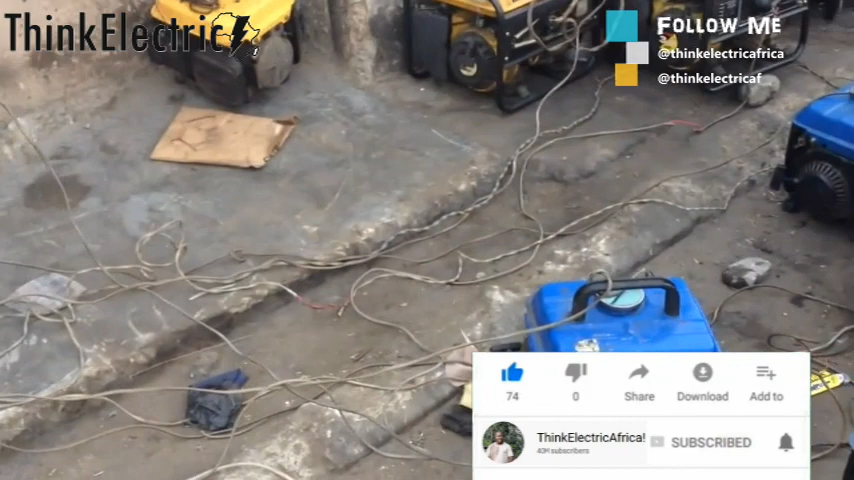 ThinkElectric
FOLLOW ME
@thinkelectricafrica
@thinkelectricaf
74
0
Share
Download
Add to
ThinkElectricAfrica!
SUBSCRIBED